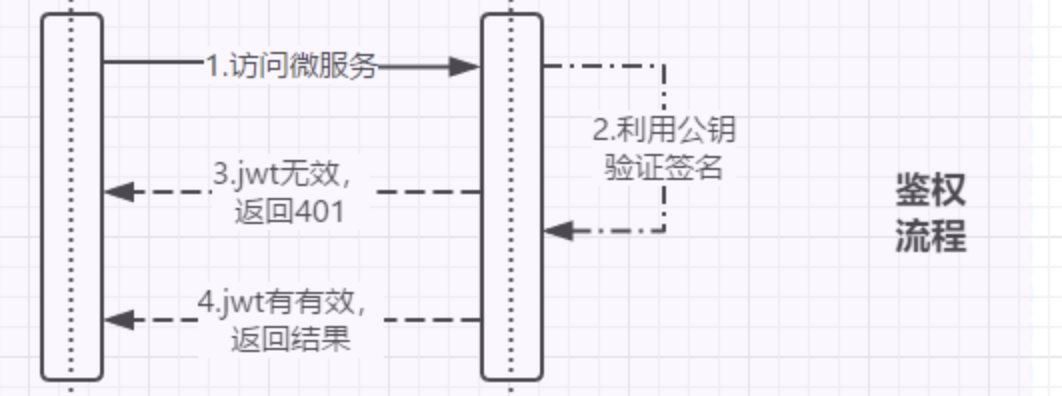 1.访问微服务
2.利用公钥
验证签名
3.jwt无效，
返回401
4.jwt有有效，
返回结果
鉴权
流程